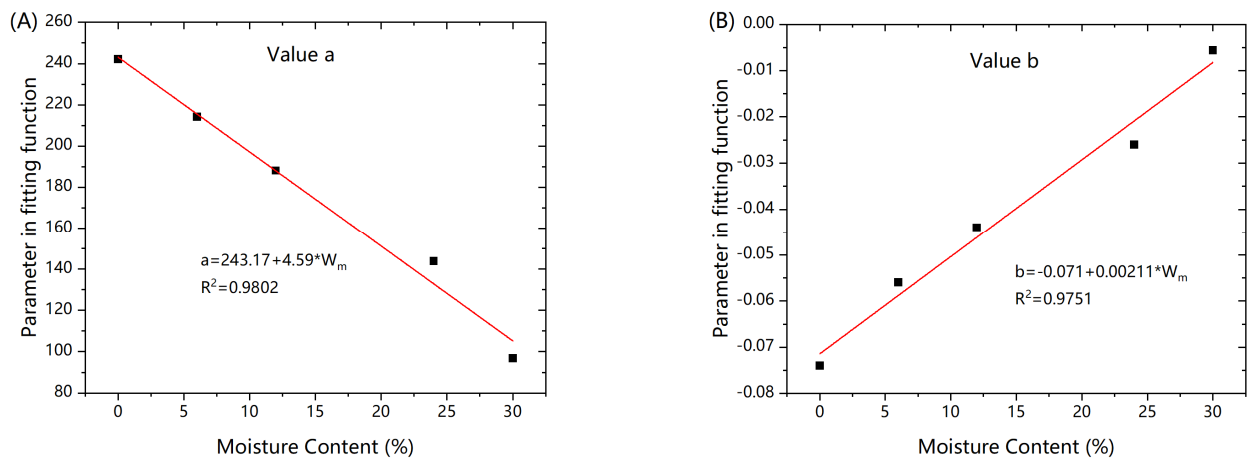 (A)
Value a
Parameter in fitting function
260
240
220
200
180
160
140
120
100
80
a=243.17+4.59*Wm
R2=0.9802
0
5
10
15
20
25
30
Moisture Content (%)
(B)
Value b
Parameter in fitting function
0.00
-0.01
-0.02
-0.03
-0.04
-0.05
-0.06
-0.07
-0.08
b=-0.071+0.00211*Wm
R2=0.9751
0
5
10
15
20
25
30
Moisture Content (%)